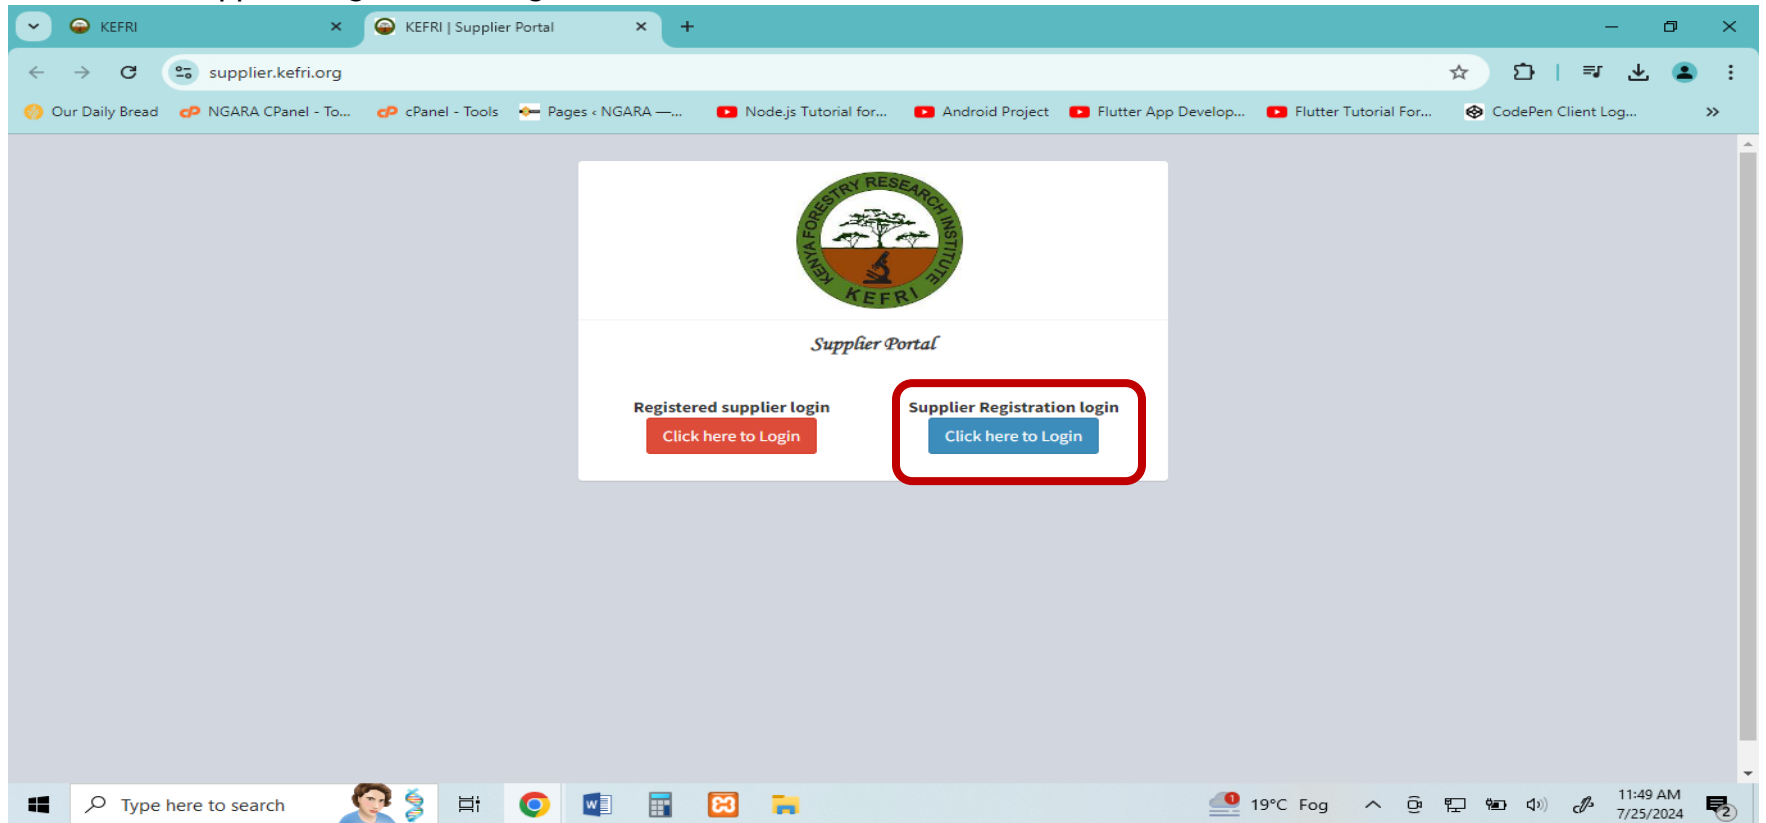 KEFRI
KEFRI | Supplier Portal
supplier.kefri.org
Our Daily Bread
NGARA CPanel - To...
cPanel - Tools
Pages ‹ NGARA —...
Node.js Tutorial for...
Android Project
Flutter App Develop...
Flutter Tutorial For...
CodePen Client Log...
KENYA FORESTRY RESEARCH INSTITUTE
KEFRI
Supplier Portal
Registered supplier login
Supplier Registration login
Click here to Login
Click here to Login
Type here to search
1
19°C Fog
11:49 AM
7/25/2024
2